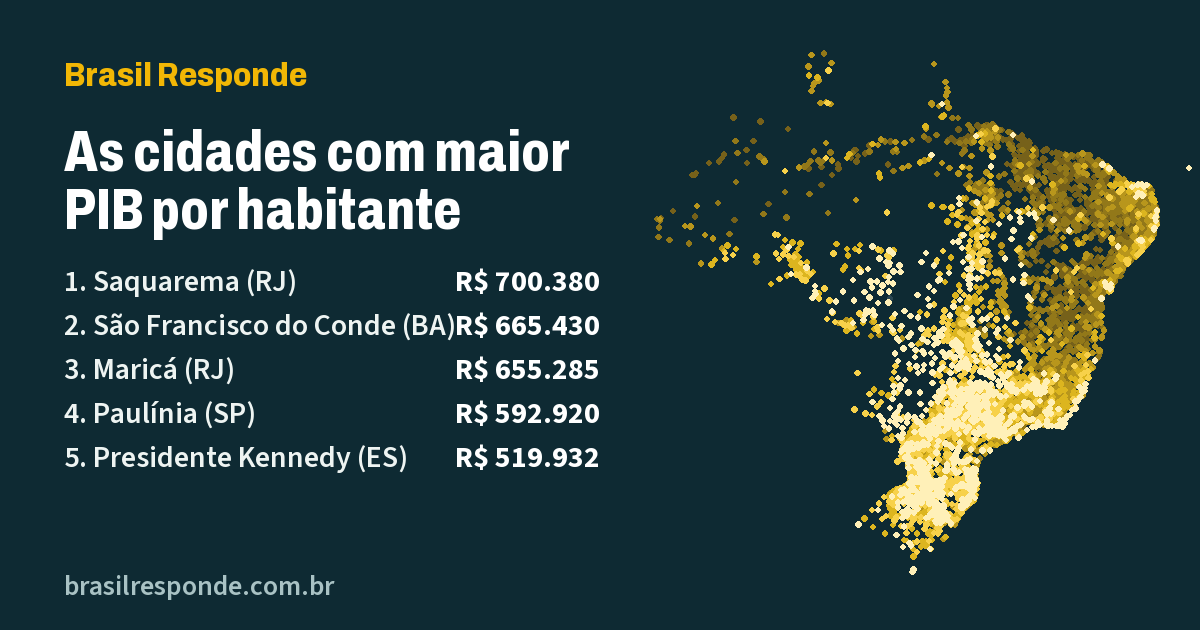 Brasil Responde
As cidades com maior
PIB por habitante
1. Saquarema (RJ) R$ 700.380
2. São Francisco do Conde (BA) R$ 665.430
3. Maricá (RJ) R$ 655.285
4. Paulínia (SP) R$ 592.920
5. Presidente Kennedy (ES) R$ 519.932
brasilresponde.com.br